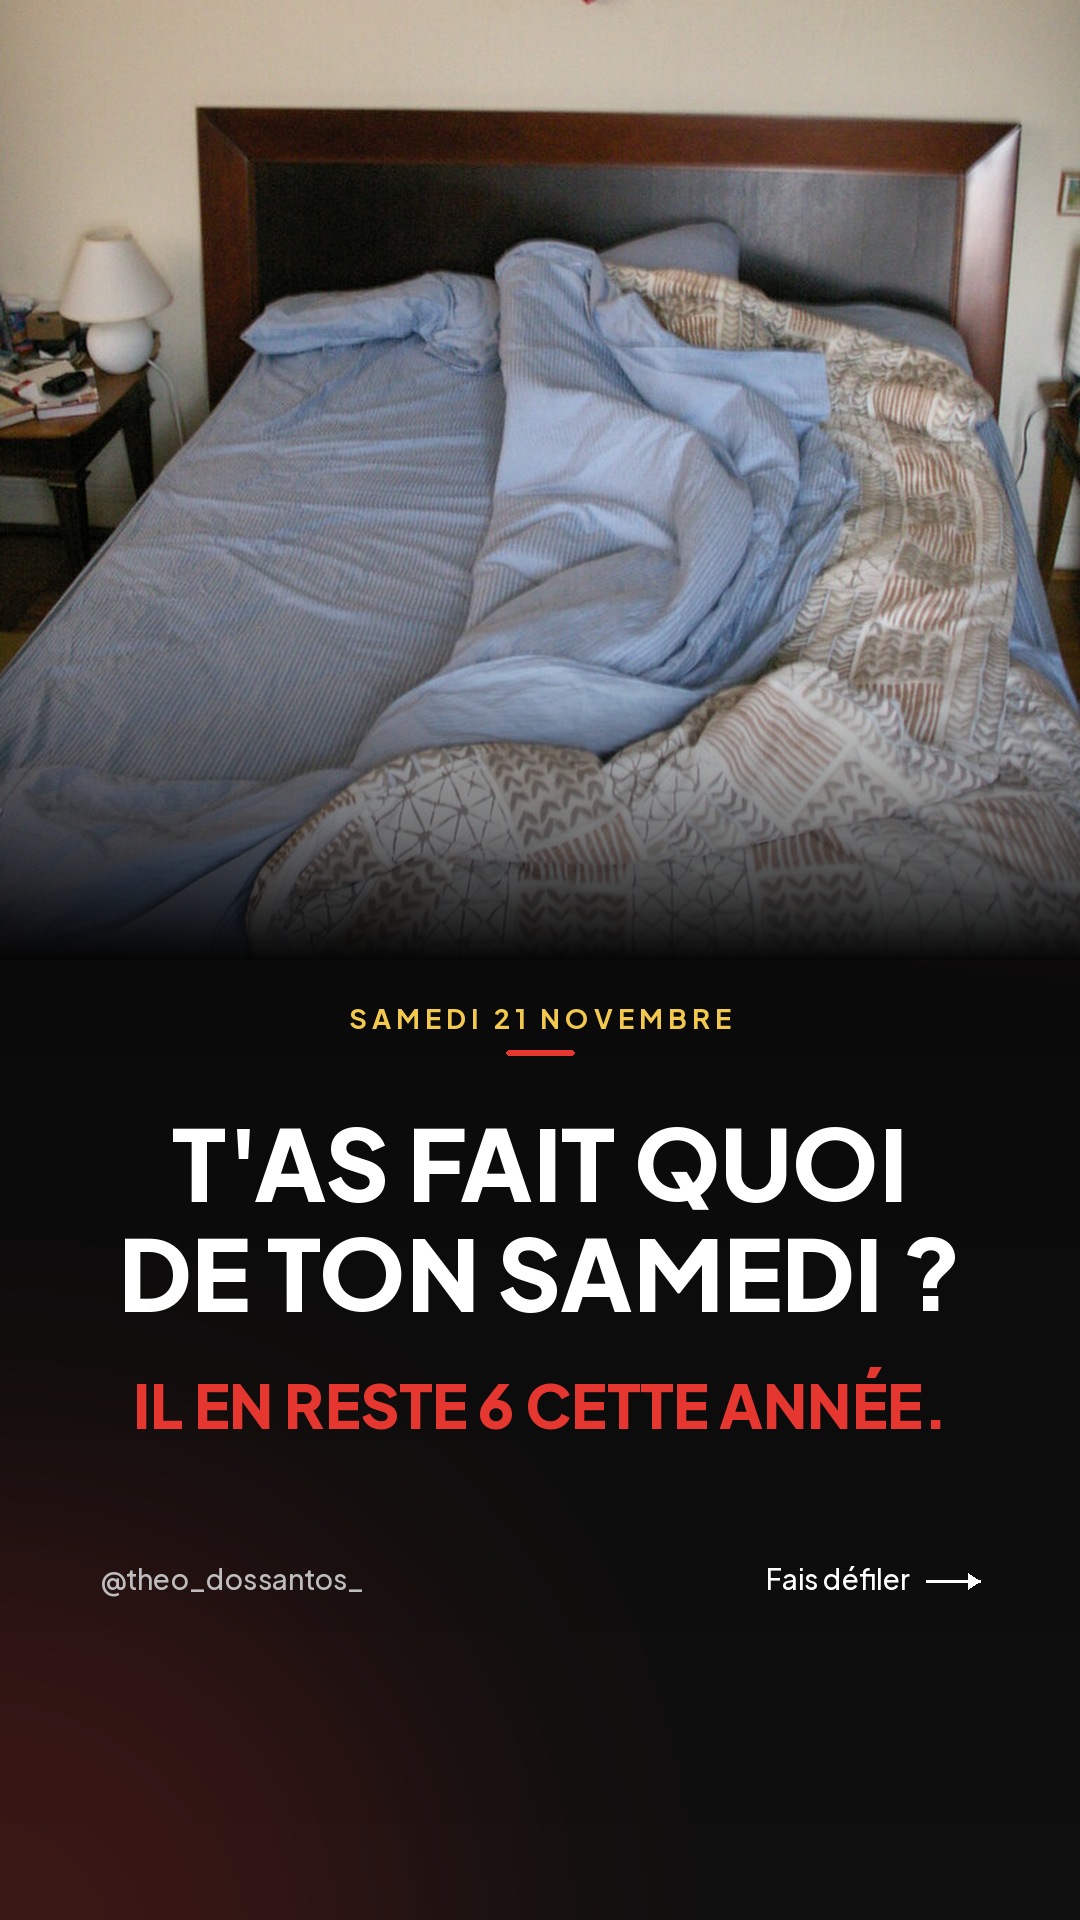 SAMEDI 21 NOVEMBRE
T'AS FAIT QUOI
DE TON SAMEDI ?
IL EN RESTE 6 CETTE ANNÉE.
@theo_dossantos_
Fais défiler